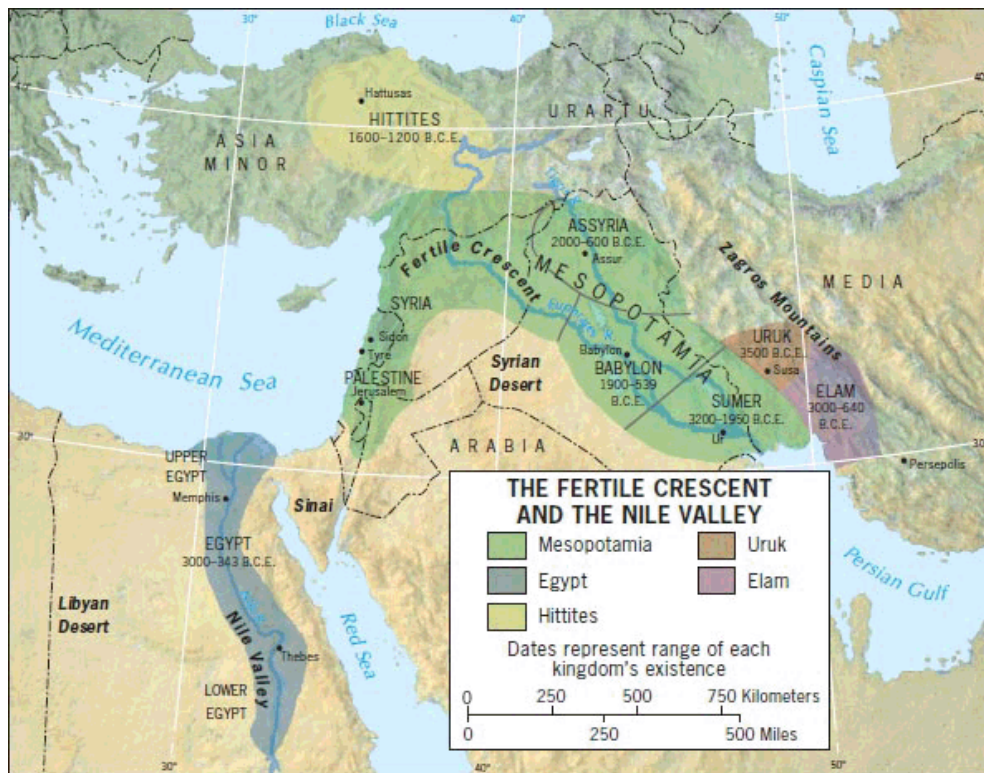 30°
Black Sea
40°
50°
Caspian Sea
40°
40°
Hattusas
HITTITES
1600–1200 B.C.E.
URARTU
ASIA
MINOR
Tigris R.
ASSYRIA
2000–600 B.C.E.
Assur
Fertile Crescent
MESOPOTAMIA
Zagros Mountains
MEDIA
SYRIA
Euphrates R.
Mediterranean Sea
Sidon
Tyre
URUK
3500 B.C.E.
Susa
Babylon
BABYLON
1900–539
B.C.E.
Syrian
Desert
PALESTINE
Jerusalem
ELAM
3000–640
B.C.E.
SUMER
3200–1950 B.C.E.
Ur
30°
ARABIA
30°
Persepolis
UPPER
EGYPT
Memphis
Sinai
EGYPT
3000–343 B.C.E.
Libyan
Desert
Nile R.
Nile Valley
Red Sea
Thebes
LOWER
EGYPT
Persian Gulf
THE FERTILE CRESCENT
AND THE NILE VALLEY
Mesopotamia
Uruk
Egypt
Elam
Hittites
Dates represent range of each
kingdom's existence
0 250 500 750 Kilometers
0 250 500 Miles
30°
40°
50°